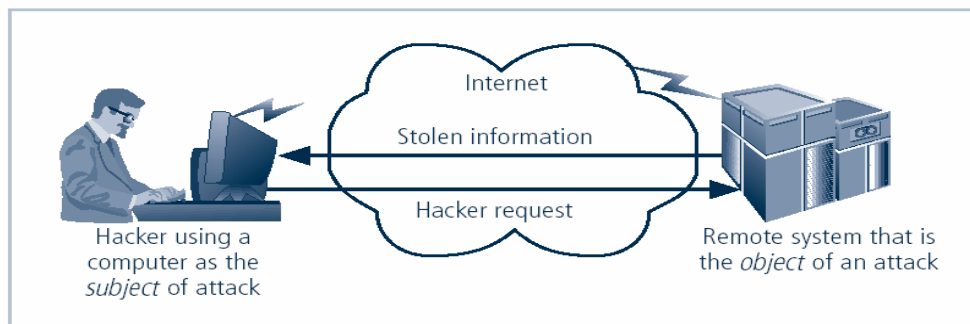 Internet
Stolen information
Hacker request
Hacker using a
computer as the
subject of attack
Remote system that is
the object of an attack